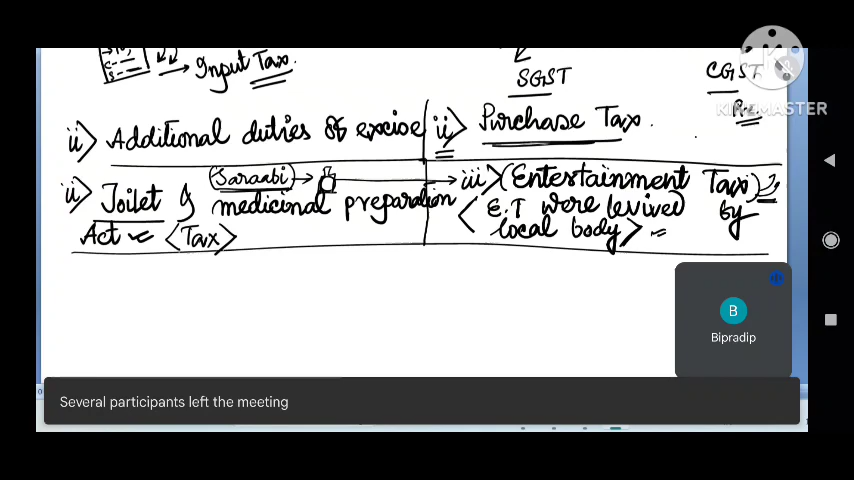 Input Tax.
SGST
CGST
KINEMASTER
ii> Additional duties of excise
ii> Purchase Tax.
ii> Toilet & (Saraabi) medicinal preparation
Act <Tax>
iii> (Entertainment Tax)
<E.T were levived by
local body>
B
Bipradip
Several participants left the meeting